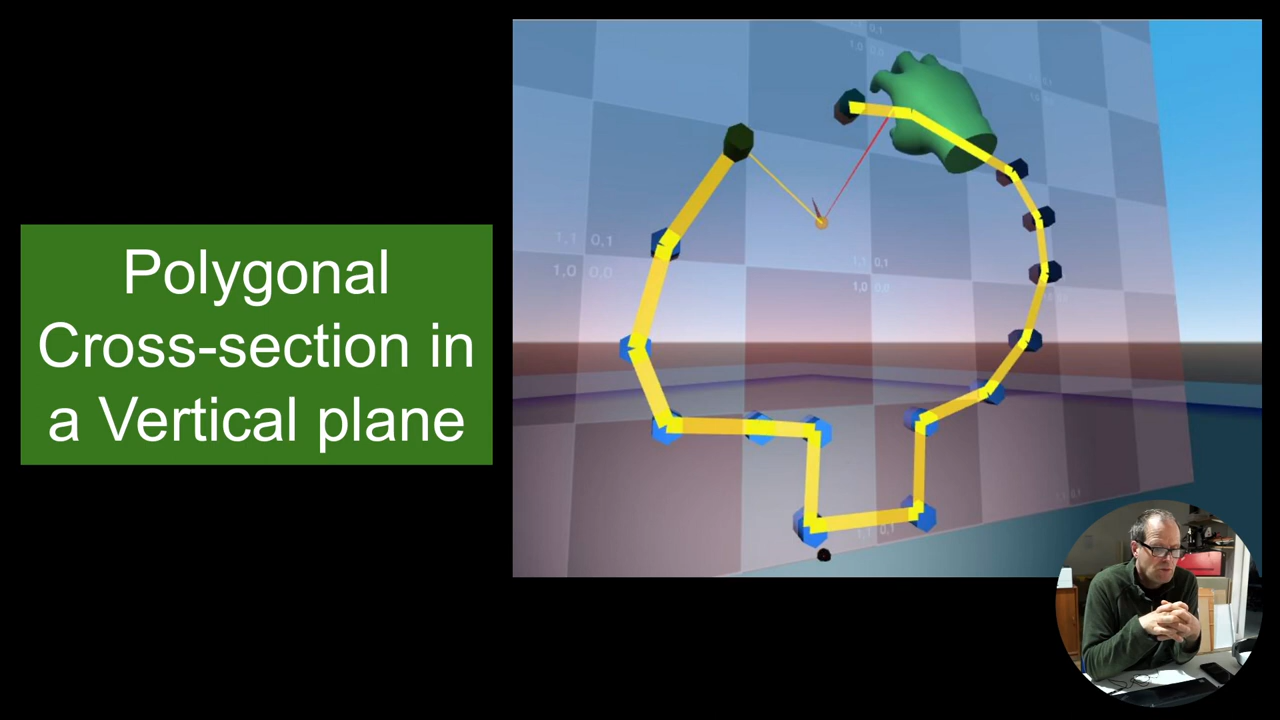 Polygonal
Cross-section in
a Vertical plane
1,1 0,1
1,0 0,0
1,1 0,1
1,0 0,0